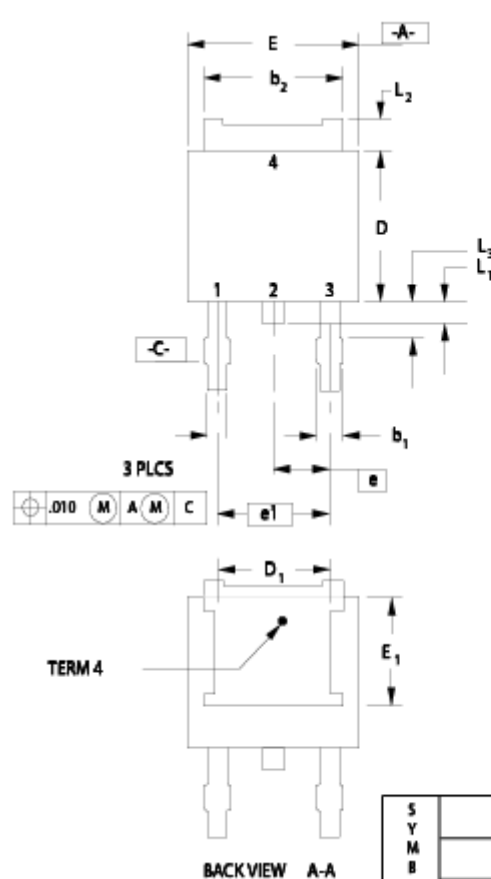 -A-
E
b2
L2
4
D
L3
L1
1 2 3
-C-
b1
3 PLCS
e
.010 M A M C
e1
D1
E1
TERM 4
BACK VIEW A-A
S
Y
M
B